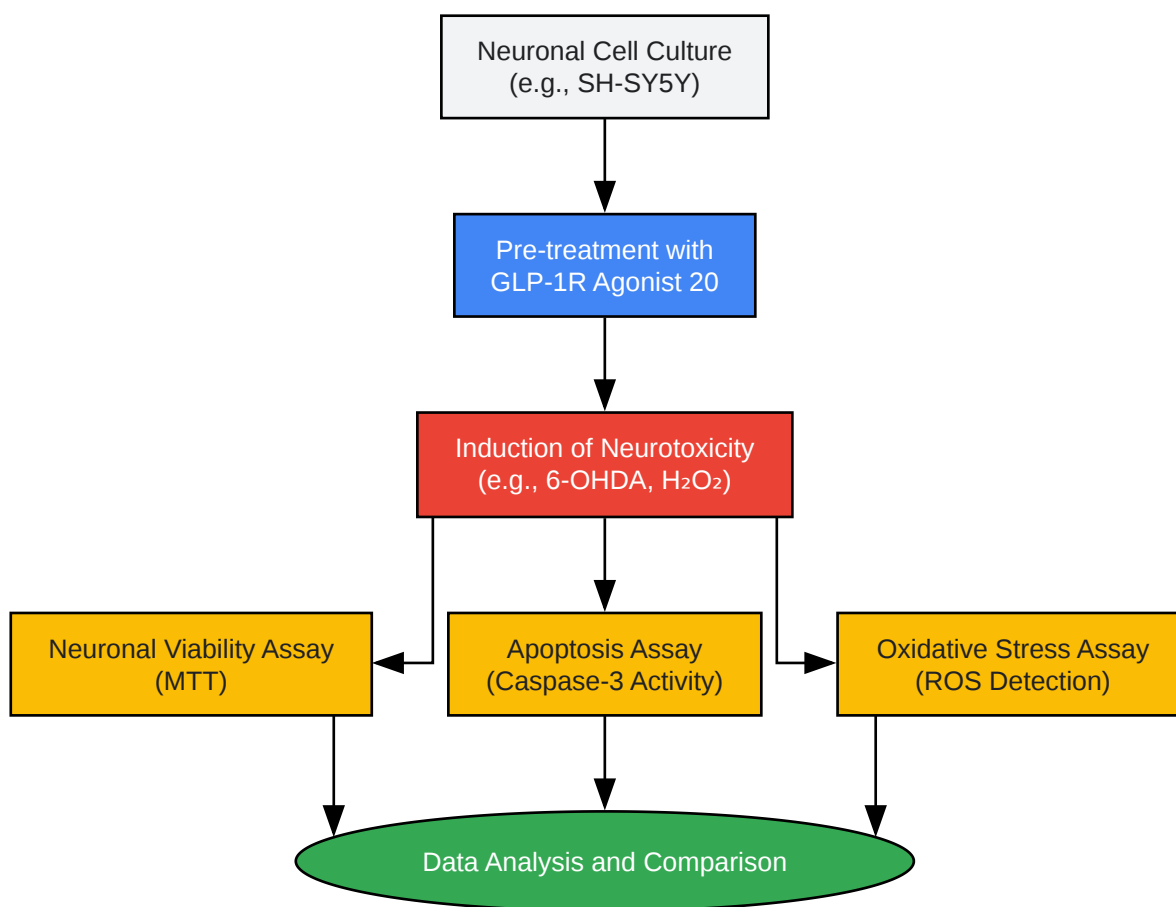 Neuronal Cell Culture
(e.g., SH-SY5Y)
Pre-treatment with
GLP-1R Agonist 20
Induction of Neurotoxicity
(e.g., 6-OHDA, H₂O₂)
Neuronal Viability Assay
(MTT)
Apoptosis Assay
(Caspase-3 Activity)
Oxidative Stress Assay
(ROS Detection)
Data Analysis and Comparison